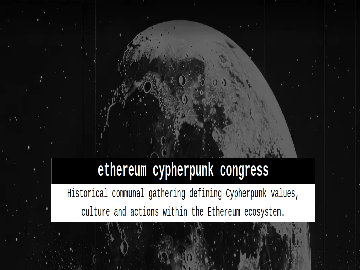 ethereum cypherpunk congress
Historical communal gathering defining Cypherpunk values,
culture and actions within the Ethereum ecosystem.